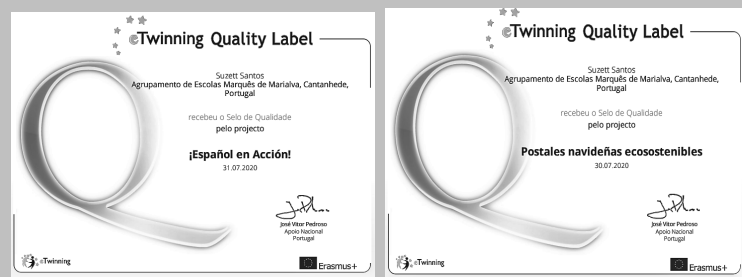 eTwinning Quality Label
Suzett Santos
Agrupamento de Escolas Marquês de Marialva, Cantanhede,
Portugal
recebeu o Selo de Qualidade
pelo projecto
¡Español en Acción!
31.07.2020
José Vitor Pedroso
Apoio Nacional
Portugal
eTwinning
Erasmus+
eTwinning Quality Label
Suzett Santos
Agrupamento de Escolas Marquês de Marialva, Cantanhede,
Portugal
recebeu o Selo de Qualidade
pelo projecto
Postales navideñas ecosostenibles
30.07.2020
José Vitor Pedroso
Apoio Nacional
Portugal
eTwinning
Erasmus+